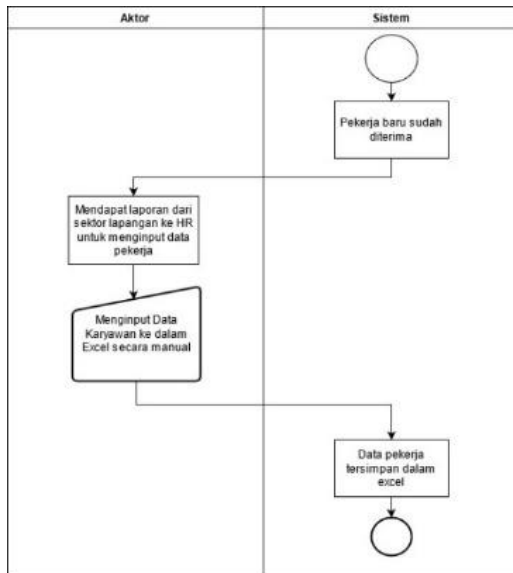 Aktor
Sistem
Pekerja baru sudah
diterima
Mendapat laporan dari
sektor lapangan ke HR
untuk menginput data
pekerja
Menginput Data
Karyawan ke dalam
Excel secara manual
Data pekerja
tersimpan dalam
excel